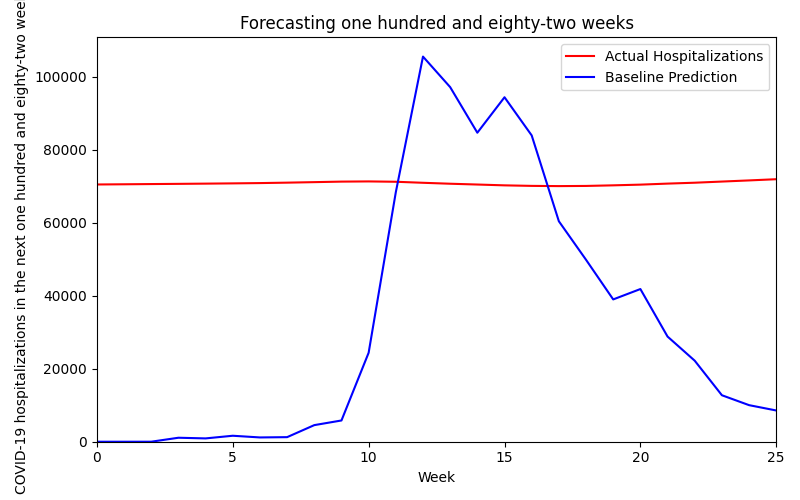 Forecasting one hundred and eighty-two weeks
COVID-19 hospitalizations in the next one hundred and eighty-two wee
Actual Hospitalizations
Baseline Prediction
100000
80000
60000
40000
20000
0
0 5 10 15 20 25
Week